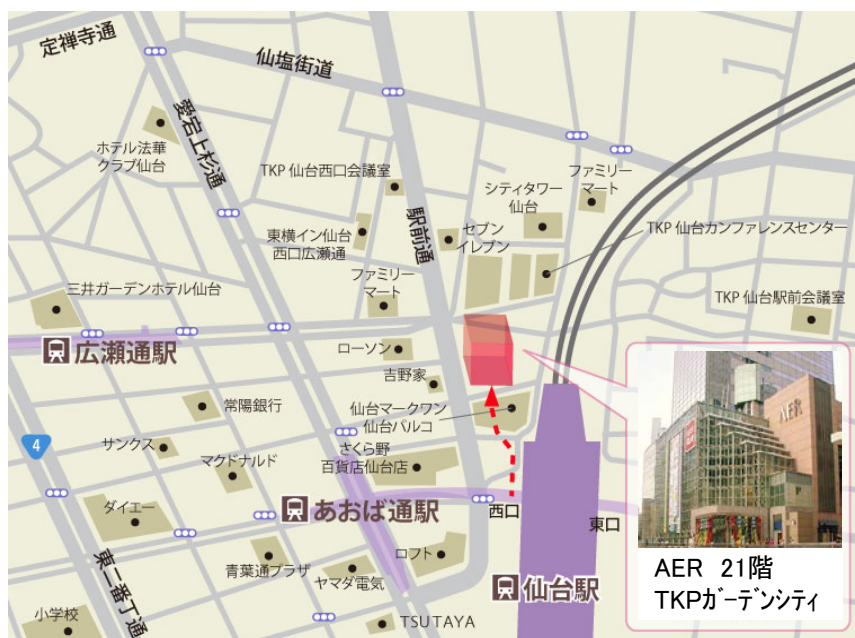 定禅寺通
仙塩街道
愛宕上杉通
ホテル法華
クラブ仙台
TKP 仙台西口会議室
駅前通
シティタワー
仙台
ファミリー
マート
東横イン仙台
西口広瀬通
セブン
イレブン
TKP 仙台カンファレンスセンター
三井ガーデンホテル仙台
ファミリー
マート
TKP 仙台駅前会議室
広瀬通駅
ローソン
吉野家
常陽銀行
仙台マークワン
仙台パルコ
4
サンクス
マクドナルド
さくら野
百貨店仙台店
AER
ダイエー
あおば通駅
西口
東口
東二番丁通
青葉通プラザ
ヤマダ電気
ロフト
仙台駅
小学校
TSUTAYA
AER 21階
TKPｶﾞｰﾃﾞﾝｼﾃｨ